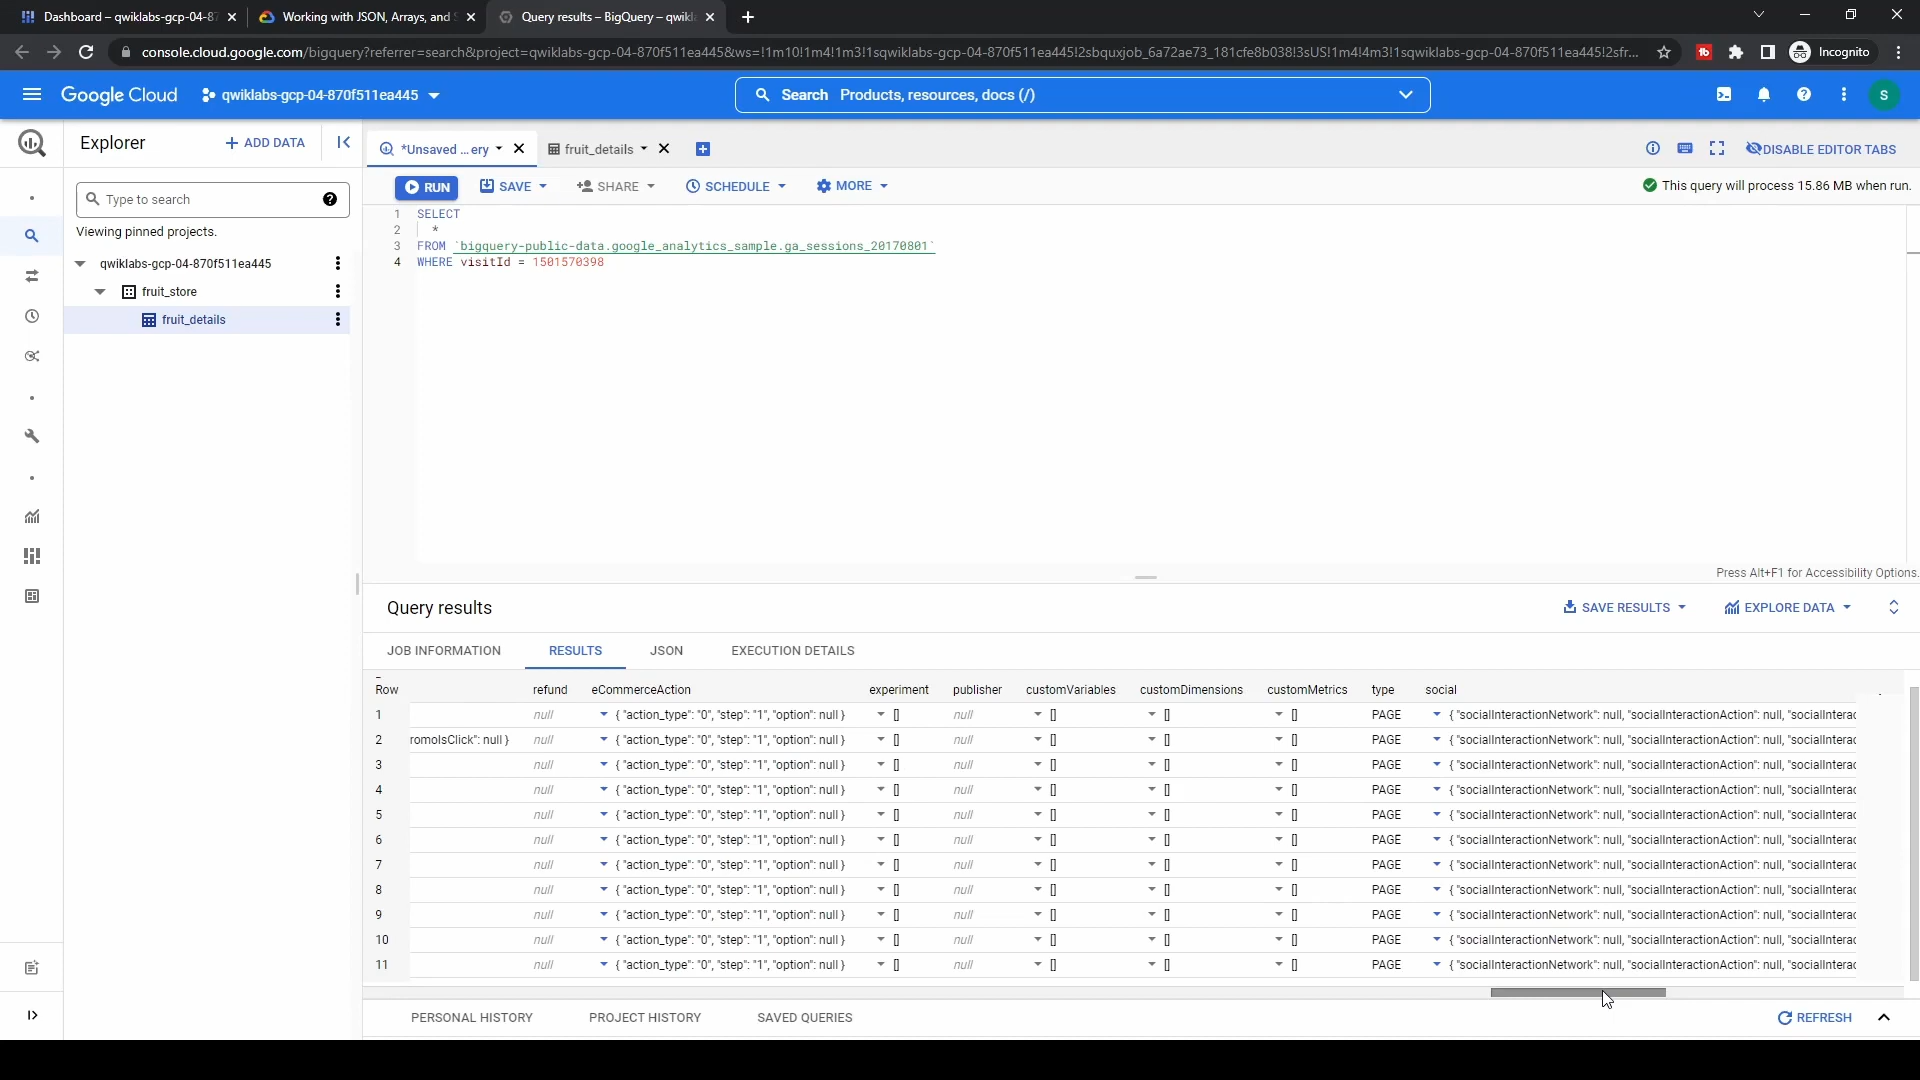 Dashboard – qwiklabs-gcp-04-87
Working with JSON, Arrays, and S
Query results – BigQuery – qwikl
console.cloud.google.com/bigquery?referrer=search&project=qwiklabs-gcp-04-870f511ea445&ws=!1m10!1m4!1m3!1sqwiklabs-gcp-04-870f511ea445!2sbquxjob_6a72ae73_181cfe8b038!3sUS!1m4!4m3!1sqwiklabs-gcp-04-870f511ea445!2sfr...
Incognito
Google Cloud
qwiklabs-gcp-04-870f511ea445
Search Products, resources, docs (/)
S
Explorer
+ ADD DATA
*Unsaved ...ery
fruit_details
DISABLE EDITOR TABS
Type to search
RUN
SAVE
SHARE
SCHEDULE
MORE
This query will process 15.86 MB when run.
Viewing pinned projects.
qwiklabs-gcp-04-870f511ea445
fruit_store
fruit_details
1 SELECT
2 *
3 FROM `bigquery-public-data.google_analytics_sample.ga_sessions_20170801`
4 WHERE visitId = 1501570398
Press Alt+F1 for Accessibility Options.
Query results
SAVE RESULTS
EXPLORE DATA
JOB INFORMATION RESULTS JSON EXECUTION DETAILS
Row refund eCommerceAction experiment publisher customVariables customDimensions customMetrics type social
1 null { "action_type": "0", "step": "1", "option": null } [] null [] [] [] PAGE { "socialInteractionNetwork": null, "socialInteractionAction": null, "socialInterac
2 romoIsClick": null } null { "action_type": "0", "step": "1", "option": null } [] null [] [] [] PAGE { "socialInteractionNetwork": null, "socialInteractionAction": null, "socialInterac
3 null { "action_type": "0", "step": "1", "option": null } [] null [] [] [] PAGE { "socialInteractionNetwork": null, "socialInteractionAction": null, "socialInterac
4 null { "action_type": "0", "step": "1", "option": null } [] null [] [] [] PAGE { "socialInteractionNetwork": null, "socialInteractionAction": null, "socialInterac
5 null { "action_type": "0", "step": "1", "option": null } [] null [] [] [] PAGE { "socialInteractionNetwork": null, "socialInteractionAction": null, "socialInterac
6 null { "action_type": "0", "step": "1", "option": null } [] null [] [] [] PAGE { "socialInteractionNetwork": null, "socialInteractionAction": null, "socialInterac
7 null { "action_type": "0", "step": "1", "option": null } [] null [] [] [] PAGE { "socialInteractionNetwork": null, "socialInteractionAction": null, "socialInterac
8 null { "action_type": "0", "step": "1", "option": null } [] null [] [] [] PAGE { "socialInteractionNetwork": null, "socialInteractionAction": null, "socialInterac
9 null { "action_type": "0", "step": "1", "option": null } [] null [] [] [] PAGE { "socialInteractionNetwork": null, "socialInteractionAction": null, "socialInterac
10 null { "action_type": "0", "step": "1", "option": null } [] null [] [] [] PAGE { "socialInteractionNetwork": null, "socialInteractionAction": null, "socialInterac
11 null { "action_type": "0", "step": "1", "option": null } [] null [] [] [] PAGE { "socialInteractionNetwork": null, "socialInteractionAction": null, "socialInterac
PERSONAL HISTORY PROJECT HISTORY SAVED QUERIES
REFRESH